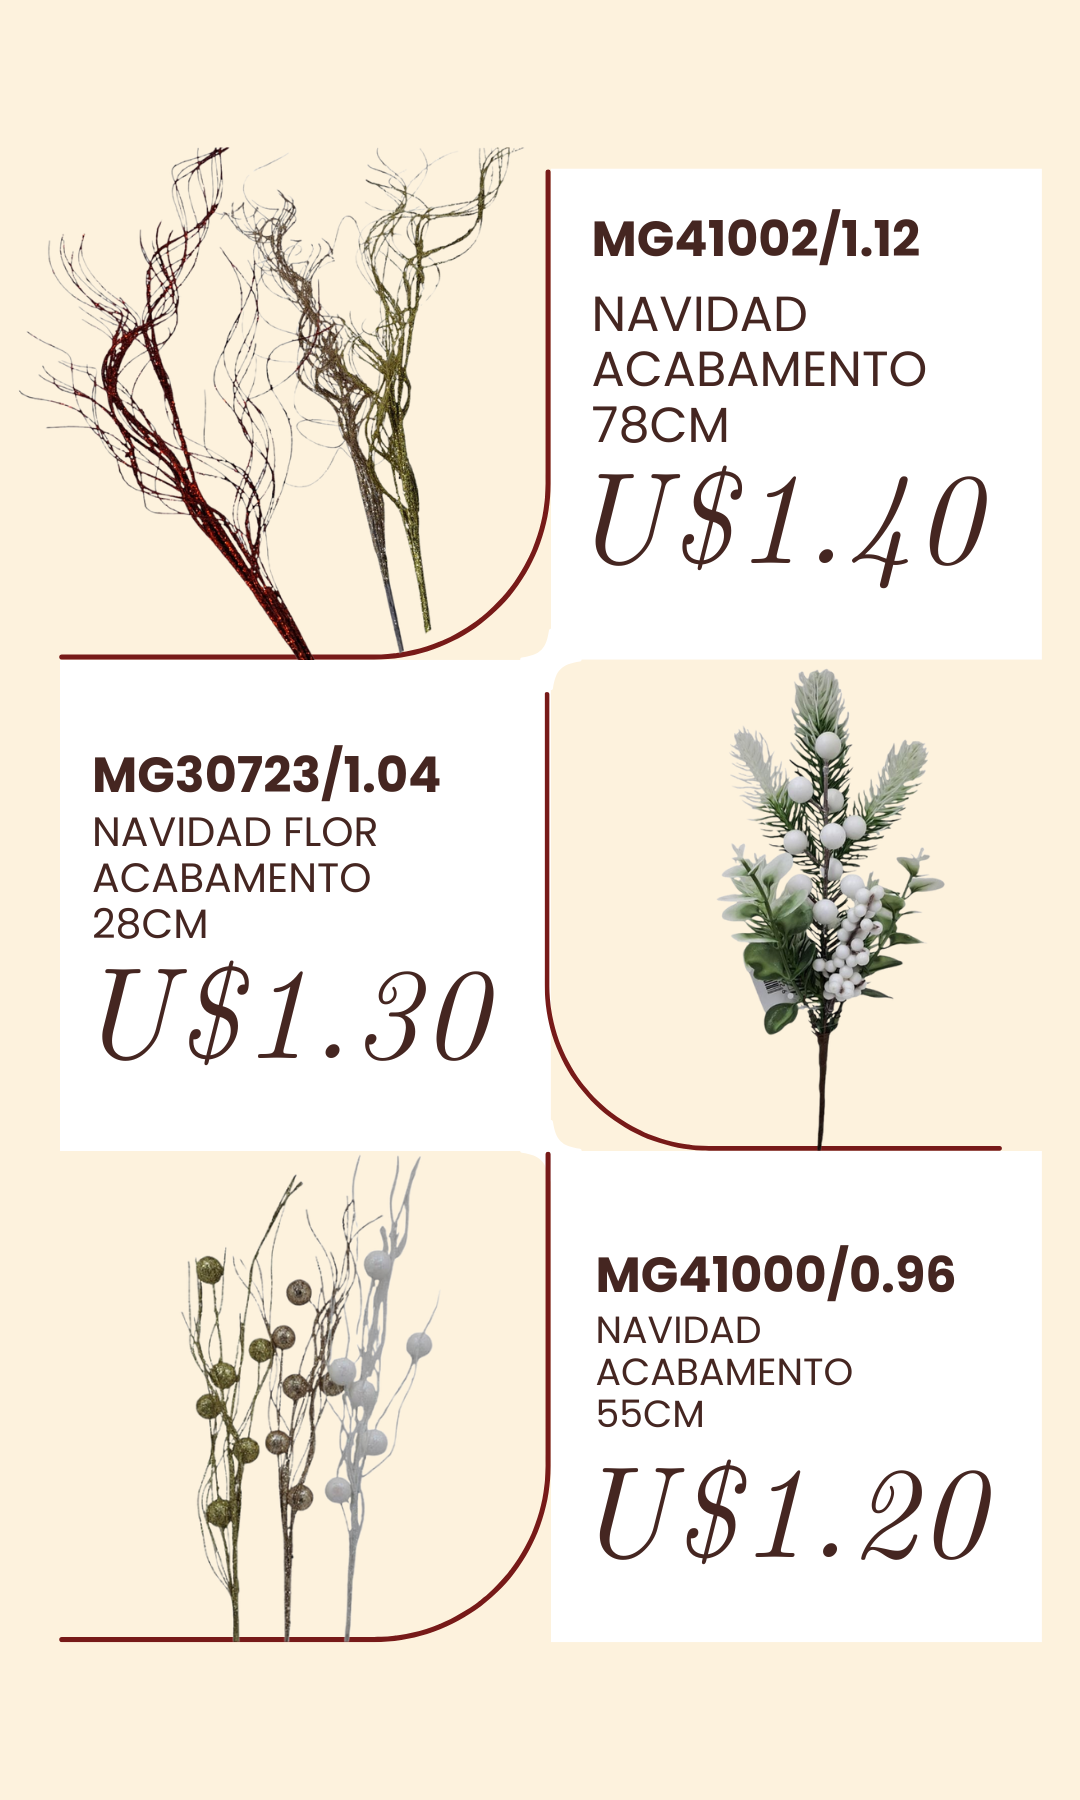 MG41002/1.12
NAVIDAD
ACABAMENTO
78CM
U$1.40
MG30723/1.04
NAVIDAD FLOR
ACABAMENTO
28CM
U$1.30
MG41000/0.96
NAVIDAD
ACABAMENTO
55CM
U$1.20